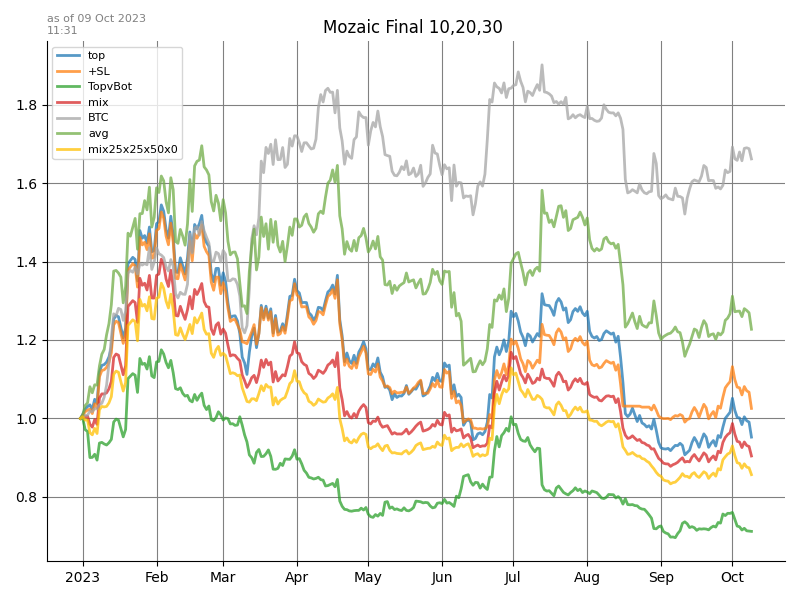 as of 09 Oct 2023
11:31
Mozaic Final 10,20,30
top
+SL
TopvBot
mix
BTC
avg
mix25x25x50x0
1.8
1.6
1.4
1.2
1.0
0.8
2023 Feb Mar Apr May Jun Jul Aug Sep Oct